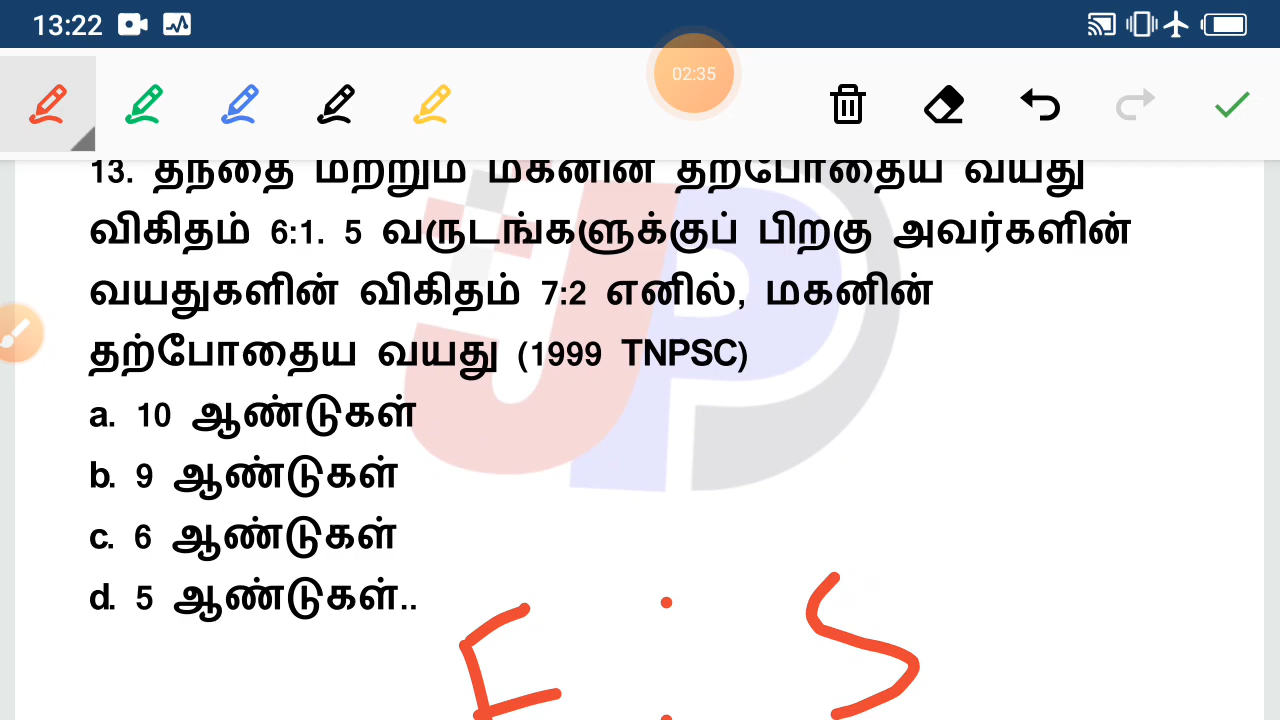 13:22
02:35
13. தந்தை மற்றும் மகனின் தற்போதைய வயது
விகிதம் 6:1. 5 வருடங்களுக்குப் பிறகு அவர்களின்
வயதுகளின் விகிதம் 7:2 எனில், மகனின்
தற்போதைய வயது (1999 TNPSC)
a. 10 ஆண்டுகள்
b. 9 ஆண்டுகள்
c. 6 ஆண்டுகள்
d. 5 ஆண்டுகள்..
F : S
JP